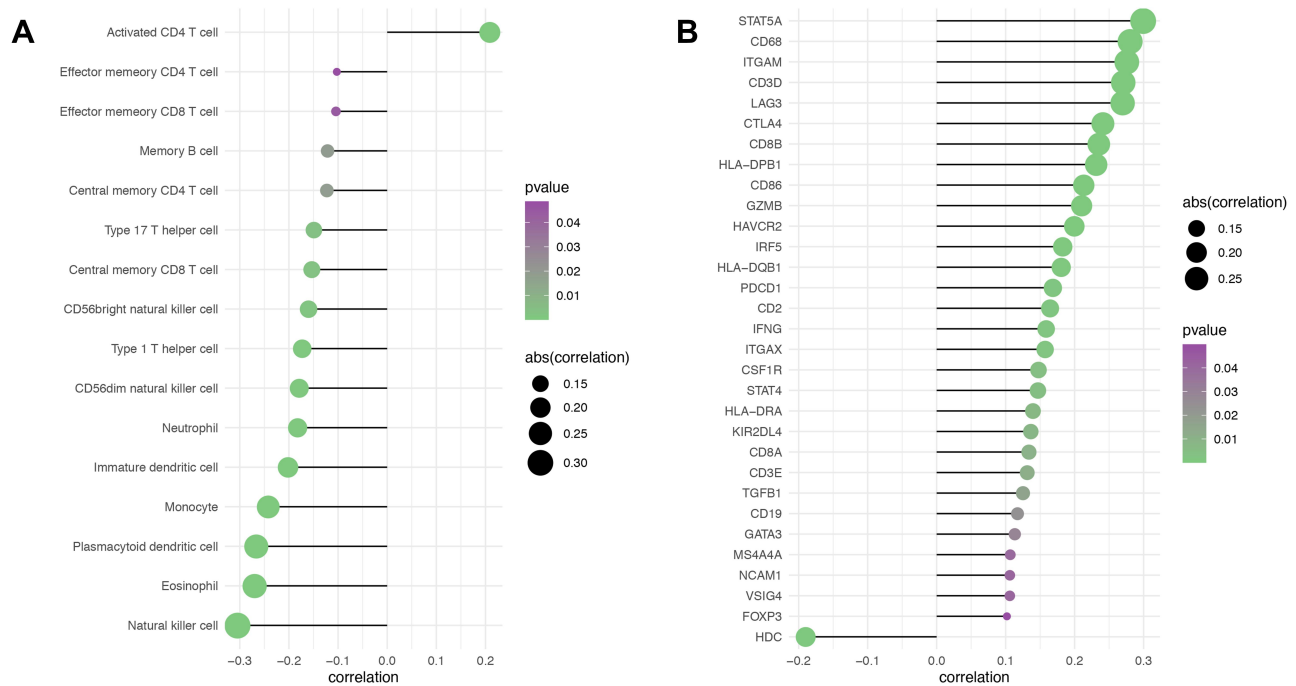 A
Activated CD4 T cell
Effector memeory CD4 T cell
Effector memeory CD8 T cell
Memory B cell
Central memory CD4 T cell
Type 17 T helper cell
Central memory CD8 T cell
CD56bright natural killer cell
Type 1 T helper cell
CD56dim natural killer cell
Neutrophil
Immature dendritic cell
Monocyte
Plasmacytoid dendritic cell
Eosinophil
Natural killer cell
−0.3 −0.2 −0.1 0.0 0.1 0.2
correlation
pvalue
0.04
0.03
0.02
0.01
abs(correlation)
0.15
0.20
0.25
0.30
B
STAT5A
CD68
ITGAM
CD3D
LAG3
CTLA4
CD8B
HLA−DPB1
CD86
GZMB
HAVCR2
IRF5
HLA−DQB1
PDCD1
CD2
IFNG
ITGAX
CSF1R
STAT4
HLA−DRA
KIR2DL4
CD8A
CD3E
TGFB1
CD19
GATA3
MS4A4A
NCAM1
VSIG4
FOXP3
HDC
−0.2 −0.1 0.0 0.1 0.2 0.3
correlation
abs(correlation)
0.15
0.20
0.25
pvalue
0.04
0.03
0.02
0.01